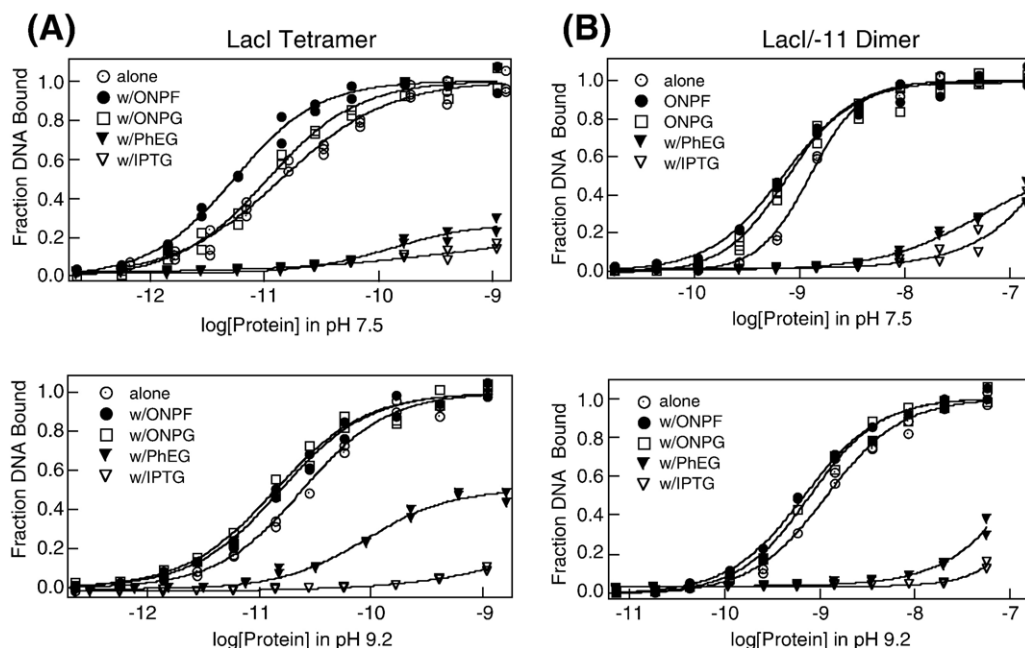 (A)
LacI Tetramer
Fraction DNA Bound
1.0
0.8
0.6
0.4
0.2
0.0
alone
w/ONPF
w/ONPG
w/PhEG
w/IPTG
-12
-11
-10
-9
log[Protein] in pH 7.5
(B)
LacI/-11 Dimer
Fraction DNA Bound
1.0
0.8
0.6
0.4
0.2
0.0
alone
ONPF
ONPG
w/PhEG
w/IPTG
-10
-9
-8
-7
log[Protein] in pH 7.5
Fraction DNA Bound
1.0
0.8
0.6
0.4
0.2
0.0
alone
w/ONPF
w/ONPG
w/PhEG
w/IPTG
-12
-11
-10
-9
log[Protein] in pH 9.2
Fraction DNA Bound
1.0
0.8
0.6
0.4
0.2
0.0
alone
w/ONPF
w/ONPG
w/PhEG
w/IPTG
-11
-10
-9
-8
-7
log[Protein] in pH 9.2